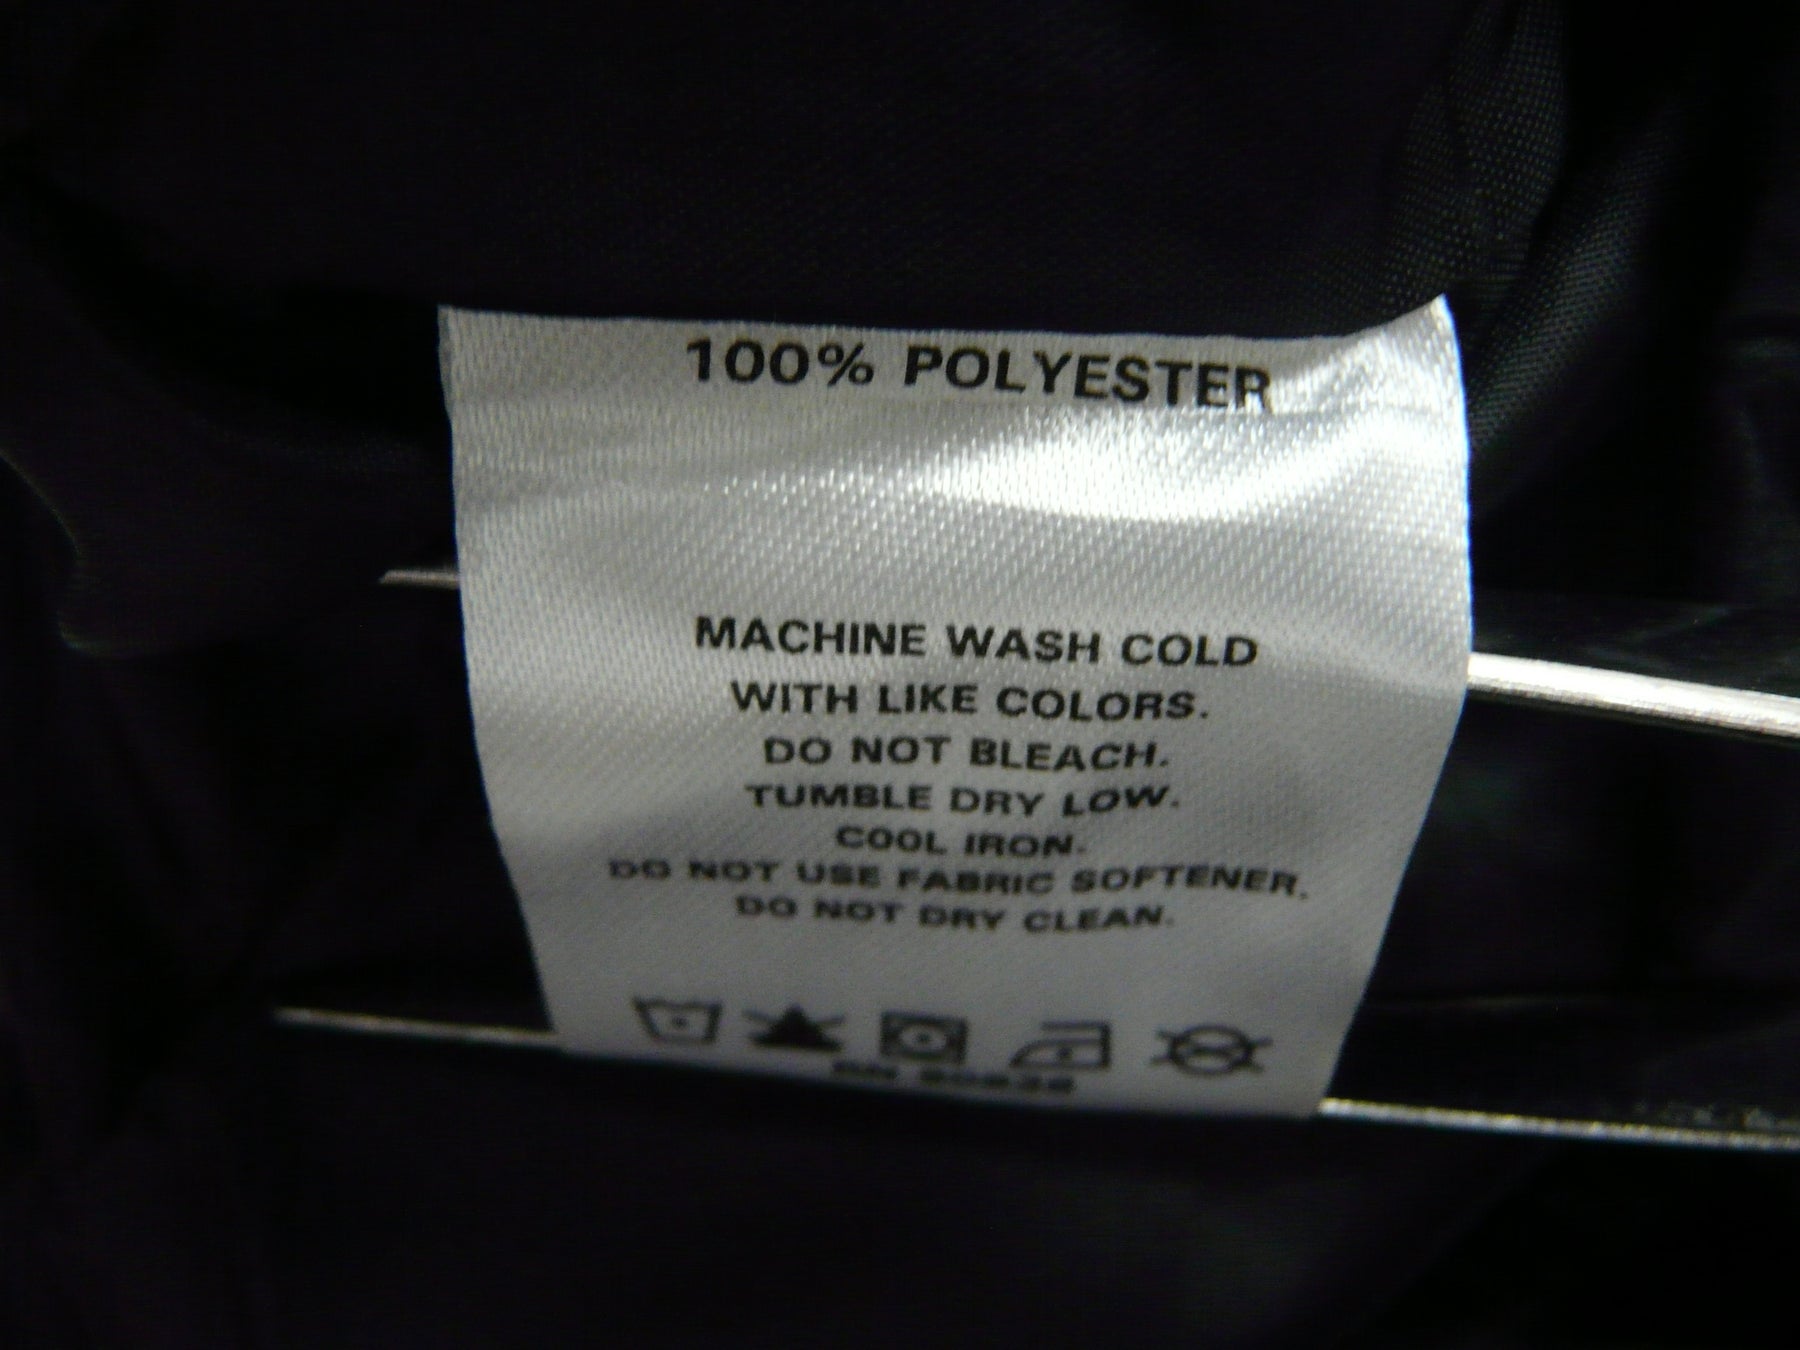 100% POLYESTER
MACHINE WASH COLD
WITH LIKE COLORS.
DO NOT BLEACH.
TUMBLE DRY LOW.
COOL IRON.
DO NOT USE FABRIC SOFTENER.
DO NOT DRY CLEAN.